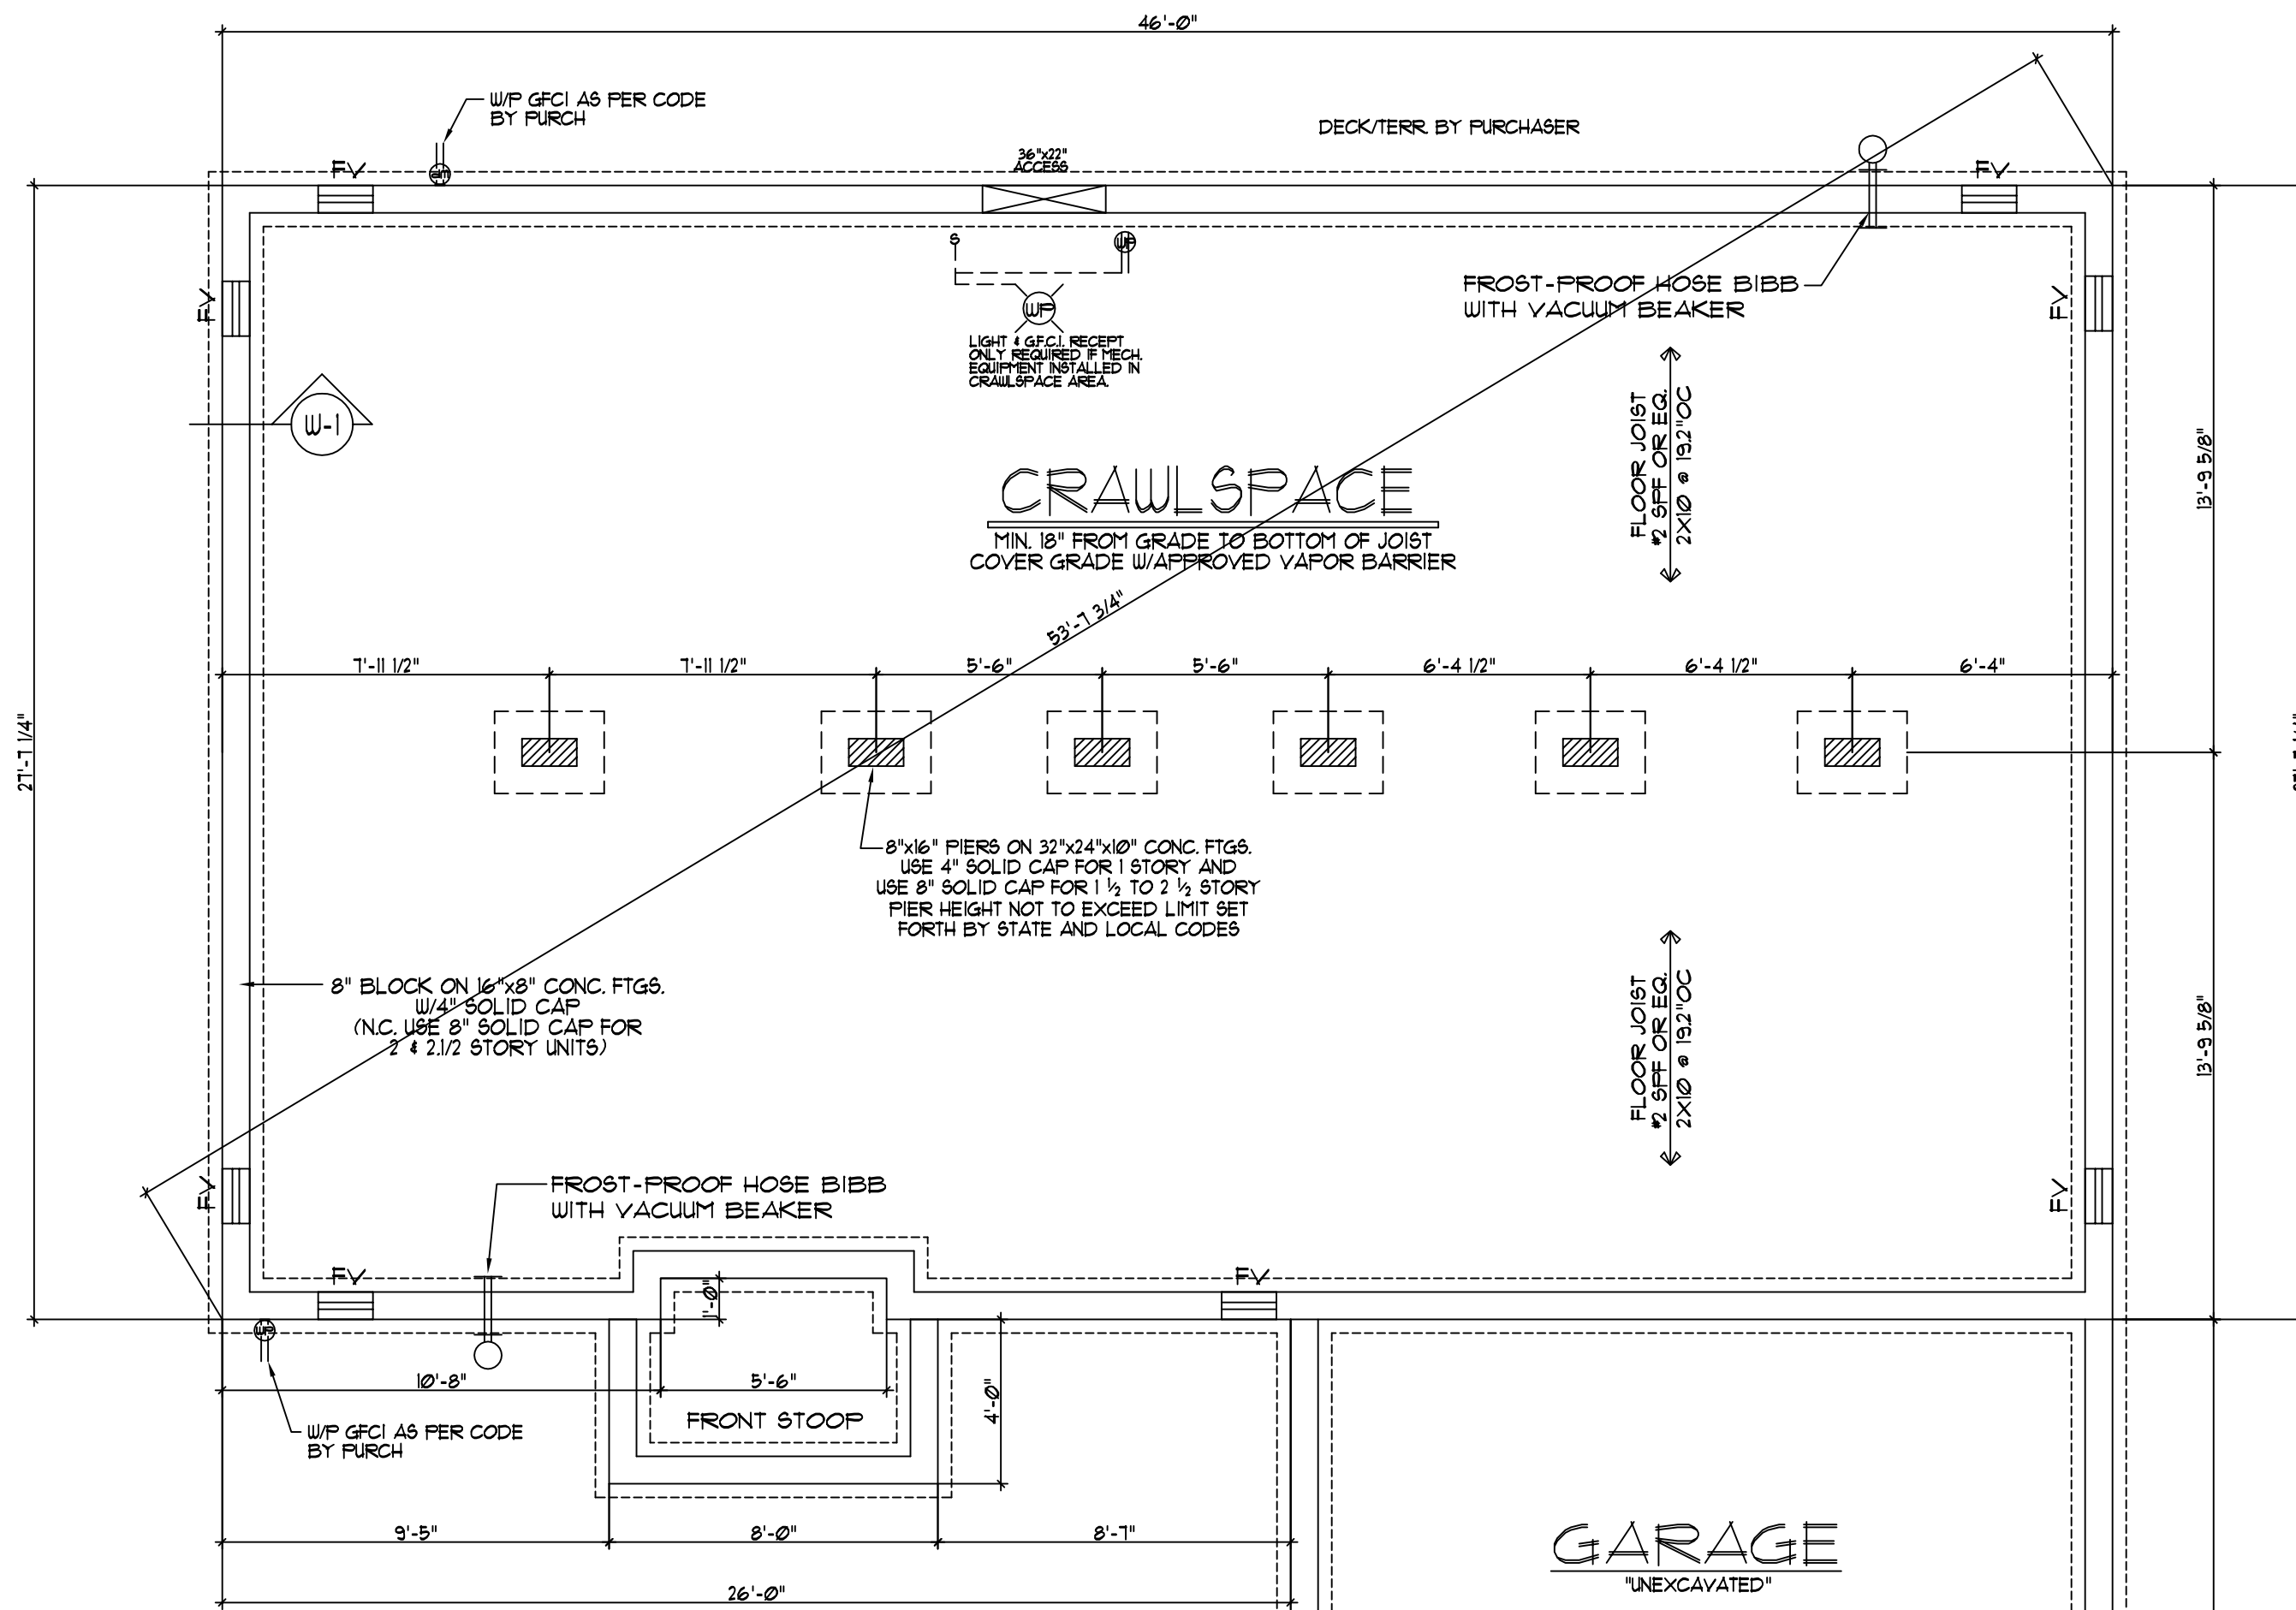 46'-0"
W/P GFCI AS PER CODE
BY PURCH
DECK/TERR. BY PURCHASER
36"x22"
ACCESS
FV
FV
S
WP
WP
FROST-PROOF HOSE BIBB
WITH VACUUM BEAKER
FV
FV
LIGHT & G.F.C.I. RECEPT
ONLY REQUIRED IF MECH.
EQUIPMENT INSTALLED IN
CRAWLSPACE AREA.
W-1
FLOOR JOIST
#2 SPF OR EQ.
2X10 @ 19.2"OC
13'-9 5/8"
CRAWLSPACE
MIN. 18" FROM GRADE TO BOTTOM OF JOIST
COVER GRADE W/APPROVED VAPOR BARRIER
53'-7 3/4"
7'-11 1/2"
7'-11 1/2"
5'-6"
5'-6"
6'-4 1/2"
6'-4 1/2"
6'-4"
27'-7 1/4"
8"x16" PIERS ON 32"x24"x10" CONC. FTGS.
USE 4" SOLID CAP FOR 1 STORY AND
USE 8" SOLID CAP FOR 1 ½ TO 2 ½ STORY
PIER HEIGHT NOT TO EXCEED LIMIT SET
FORTH BY STATE AND LOCAL CODES
8" BLOCK ON 16"x8" CONC. FTGS.
W/4" SOLID CAP
(N.C. USE 8" SOLID CAP FOR
2 & 2.1/2 STORY UNITS)
FLOOR JOIST
#2 SPF OR EQ.
2X10 @ 19.2"OC
13'-9 5/8"
FROST-PROOF HOSE BIBB
WITH VACUUM BEAKER
FV
FV
FV
FV
1'-0"
WP
10'-8"
5'-6"
4'-0"
FRONT STOOP
W/P GFCI AS PER CODE
BY PURCH
9'-5"
8'-0"
8'-7"
GARAGE
"UNEXCAVATED"
26'-0"